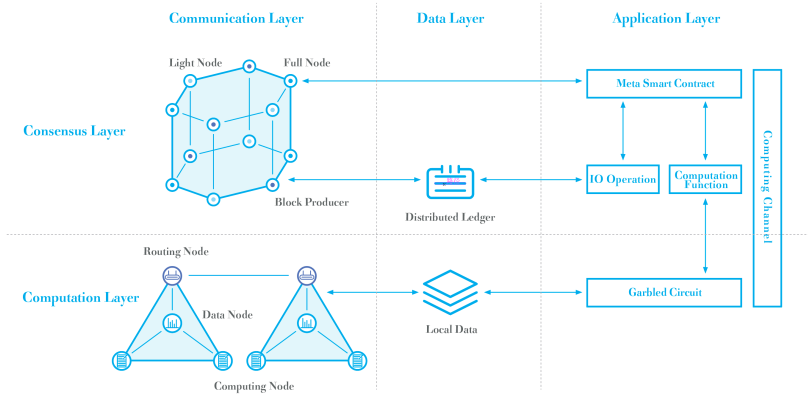 Communication Layer
Data Layer
Application Layer
Light Node
Full Node
Meta Smart Contract
Consensus Layer
Computing Channel
IO Operation
Computation
Function
Block Producer
Distributed Ledger
Routing Node
Computation Layer
Data Node
Garbled Circuit
Local Data
Computing Node